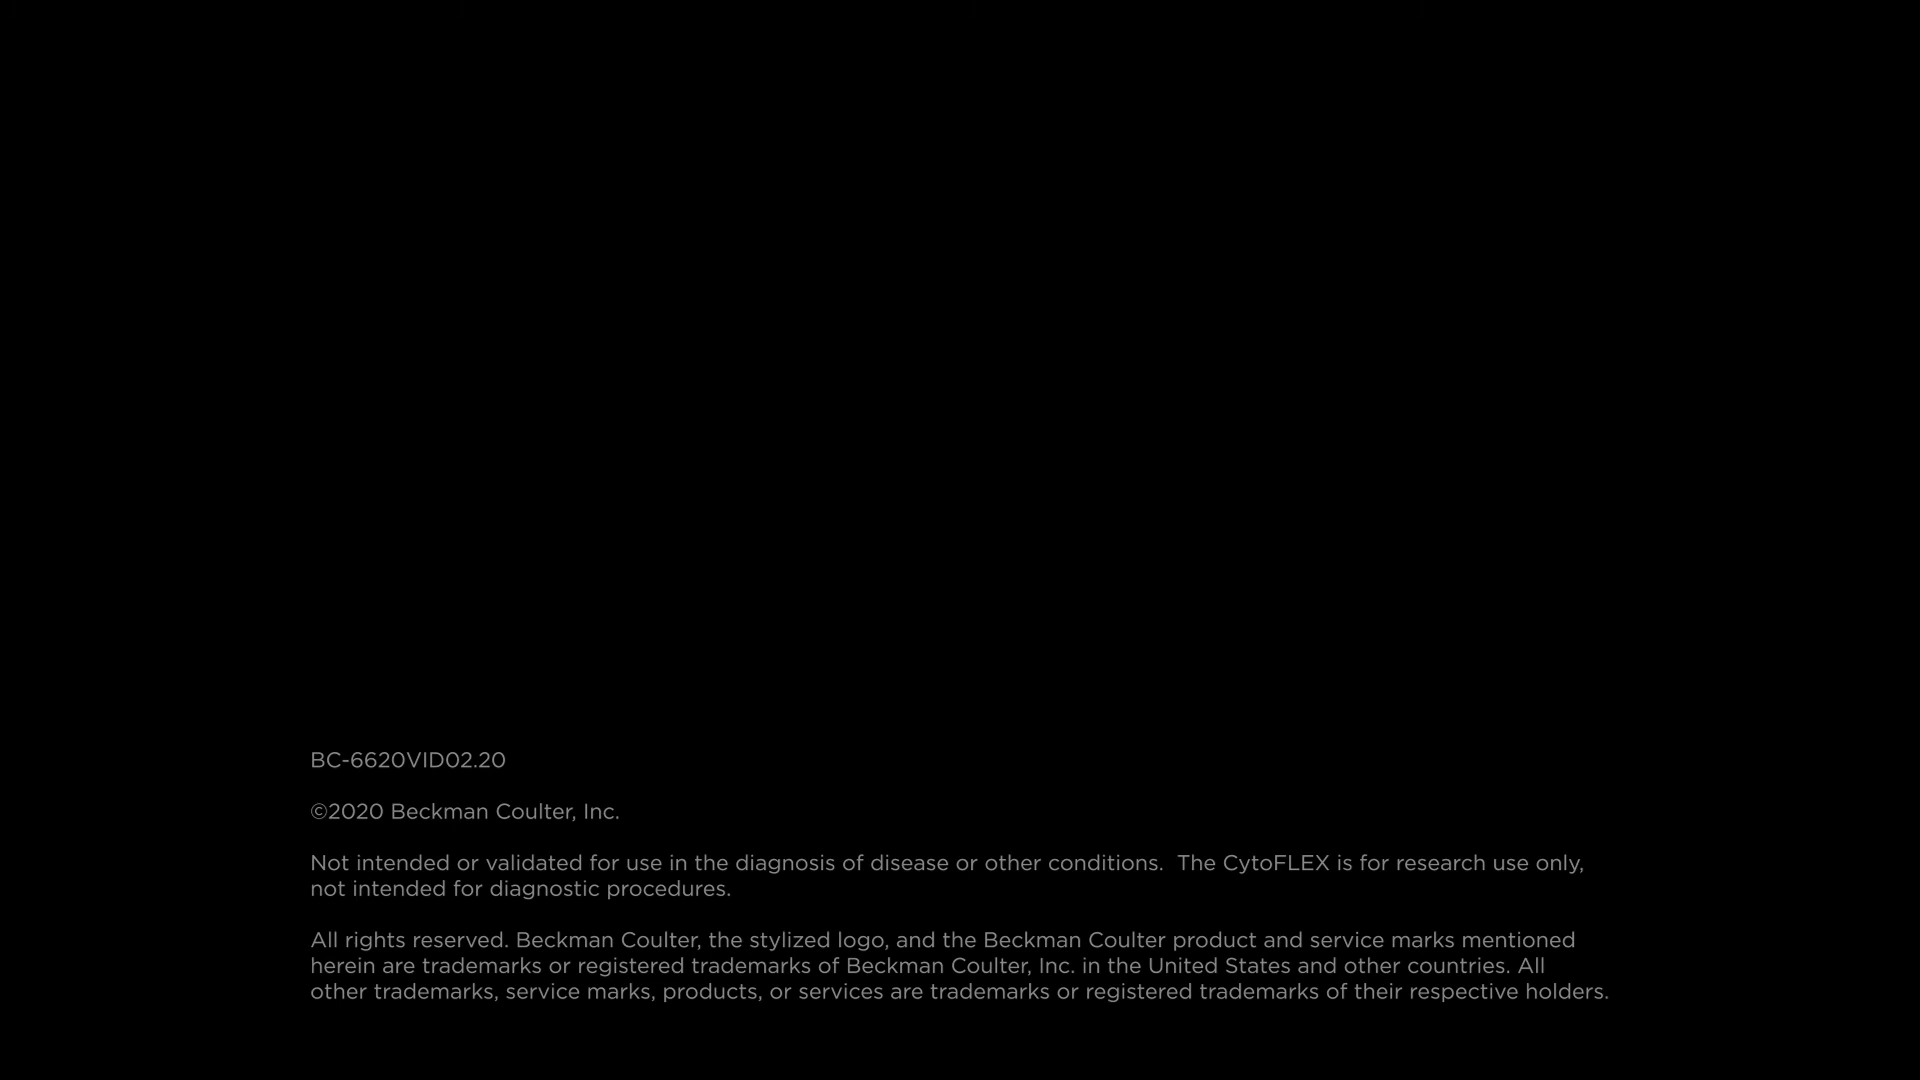 BC-6620VID02.20
©2020 Beckman Coulter, Inc.
Not intended or validated for use in the diagnosis of disease or other conditions.  The CytoFLEX is for research use only,
not intended for diagnostic procedures.
All rights reserved. Beckman Coulter, the stylized logo, and the Beckman Coulter product and service marks mentioned
herein are trademarks or registered trademarks of Beckman Coulter, Inc. in the United States and other countries. All
other trademarks, service marks, products, or services are trademarks or registered trademarks of their respective holders.